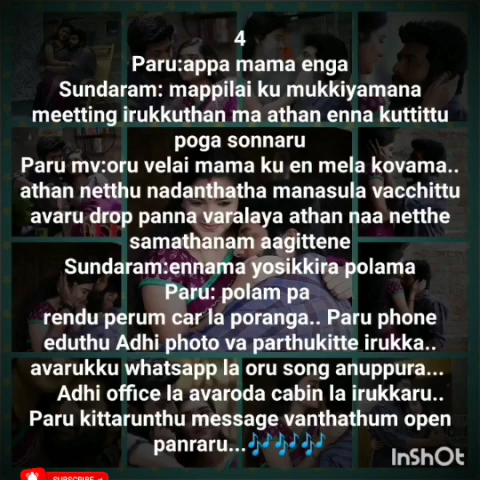 4
Paru:appa mama enga
Sundaram: mappilai ku mukkiyamana
meetting irukkuthan ma athan enna kuttittu
poga sonnaru
Paru mv:oru velai mama ku en mela kovama..
athan netthu nadanthatha manasula vacchittu
avaru drop panna varalaya athan naa netthe
samathanam aagittene
Sundaram:ennama yosikkira polama
Paru: polam pa
rendu perum car la poranga.. Paru phone
eduthu Adhi photo va parthukitte irukka..
avarukku whatsapp la oru song anuppura...
Adhi office la avaroda cabin la irukkaru..
Paru kittarunthu message vanthathum open
panraru...🎶🎶🎶
InShOt
SUBSCRIBE